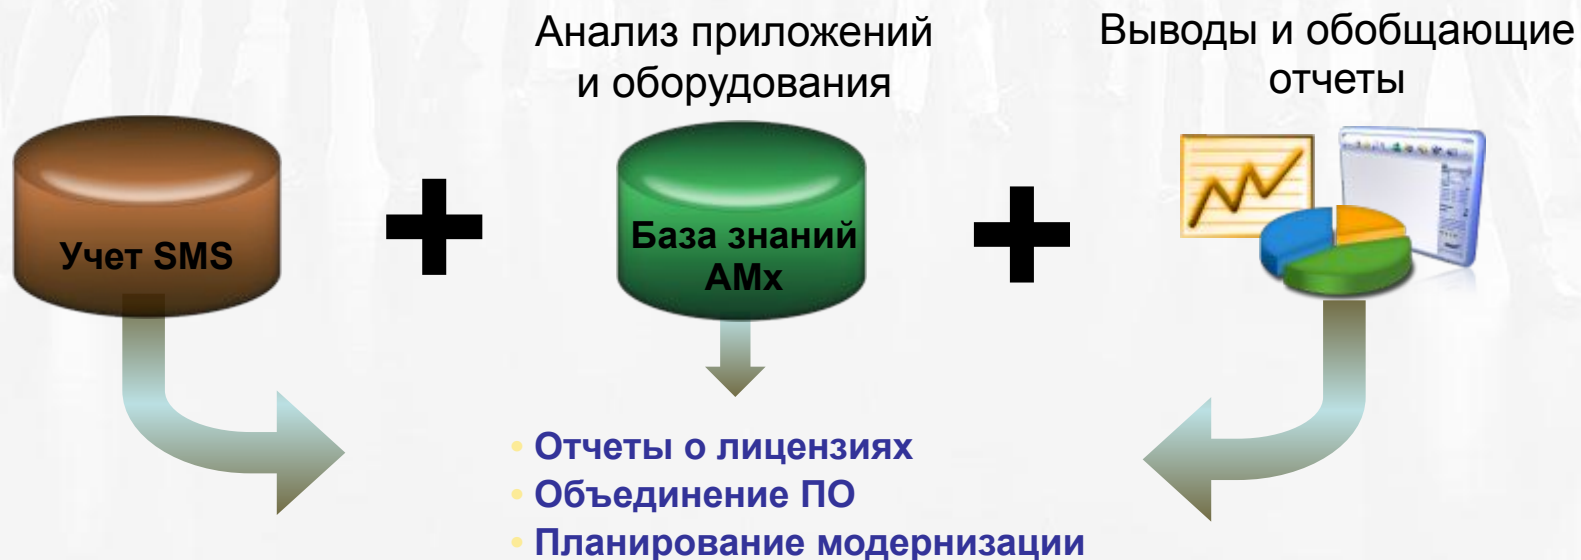 Анализ приложений
и оборудования
Выводы и обобщающие
отчеты
Учет SMS
База знаний
AMx
• Отчеты о лицензиях
• Объединение ПО
• Планирование модернизации